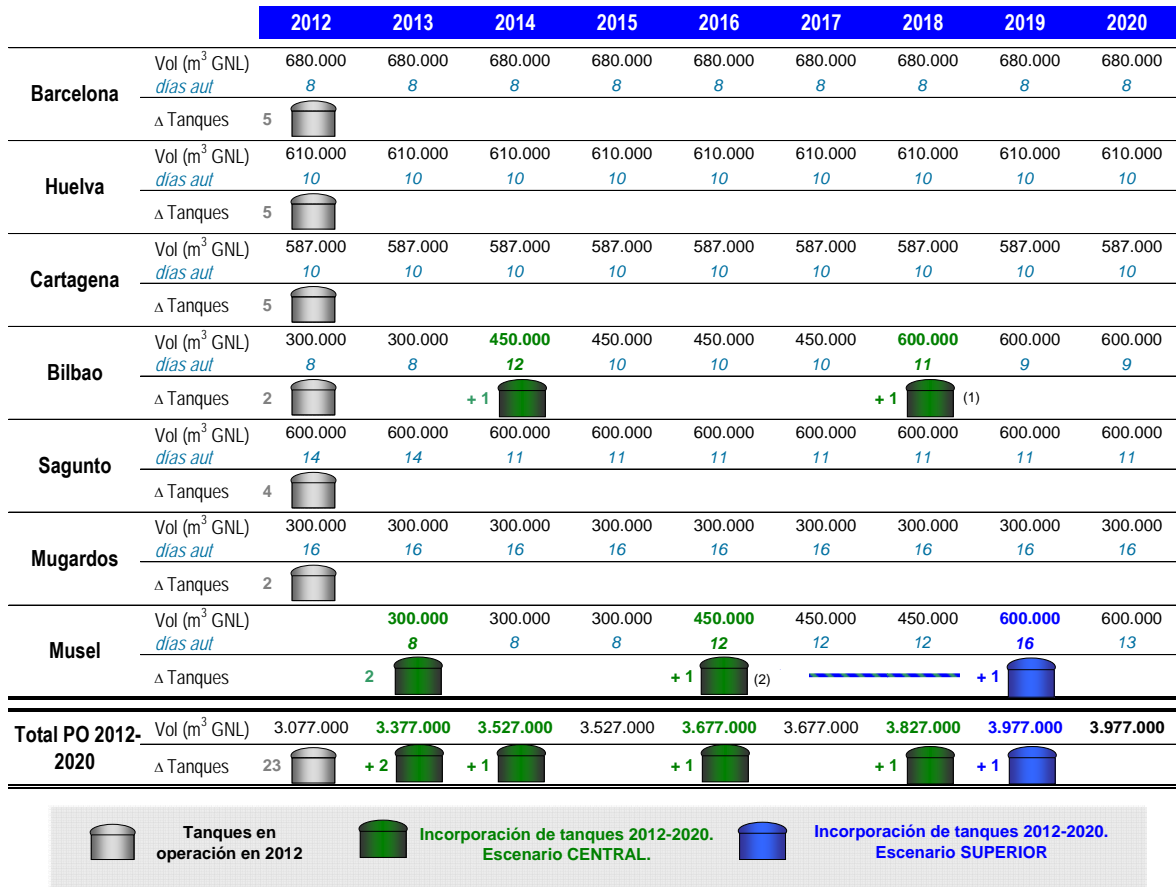 2012 2013 2014 2015 2016 2017 2018 2019 2020
Barcelona
Vol (m³ GNL) 680.000 680.000 680.000 680.000 680.000 680.000 680.000 680.000 680.000
días aut 8 8 8 8 8 8 8 8 8
Δ Tanques 5
Huelva
Vol (m³ GNL) 610.000 610.000 610.000 610.000 610.000 610.000 610.000 610.000 610.000
días aut 10 10 10 10 10 10 10 10 10
Δ Tanques 5
Cartagena
Vol (m³ GNL) 587.000 587.000 587.000 587.000 587.000 587.000 587.000 587.000 587.000
días aut 10 10 10 10 10 10 10 10 10
Δ Tanques 5
Bilbao
Vol (m³ GNL) 300.000 300.000 450.000 450.000 450.000 450.000 600.000 600.000 600.000
días aut 8 8 12 10 10 10 11 9 9
Δ Tanques 2 + 1 + 1 (1)
Sagunto
Vol (m³ GNL) 600.000 600.000 600.000 600.000 600.000 600.000 600.000 600.000 600.000
días aut 14 14 11 11 11 11 11 11 11
Δ Tanques 4
Mugardos
Vol (m³ GNL) 300.000 300.000 300.000 300.000 300.000 300.000 300.000 300.000 300.000
días aut 16 16 16 16 16 16 16 16 16
Δ Tanques 2
Musel
Vol (m³ GNL) 300.000 300.000 300.000 450.000 450.000 450.000 600.000 600.000
días aut 8 8 8 12 12 12 16 13
Δ Tanques 2 + 1 (2) + 1
Total PO 2012-
2020
Vol (m³ GNL) 3.077.000 3.377.000 3.527.000 3.527.000 3.677.000 3.677.000 3.827.000 3.977.000 3.977.000
Δ Tanques 23 + 2 + 1 + 1 + 1 + 1
Tanques en
operación en 2012
Incorporación de tanques 2012-2020.
Escenario CENTRAL.
Incorporación de tanques 2012-2020.
Escenario SUPERIOR